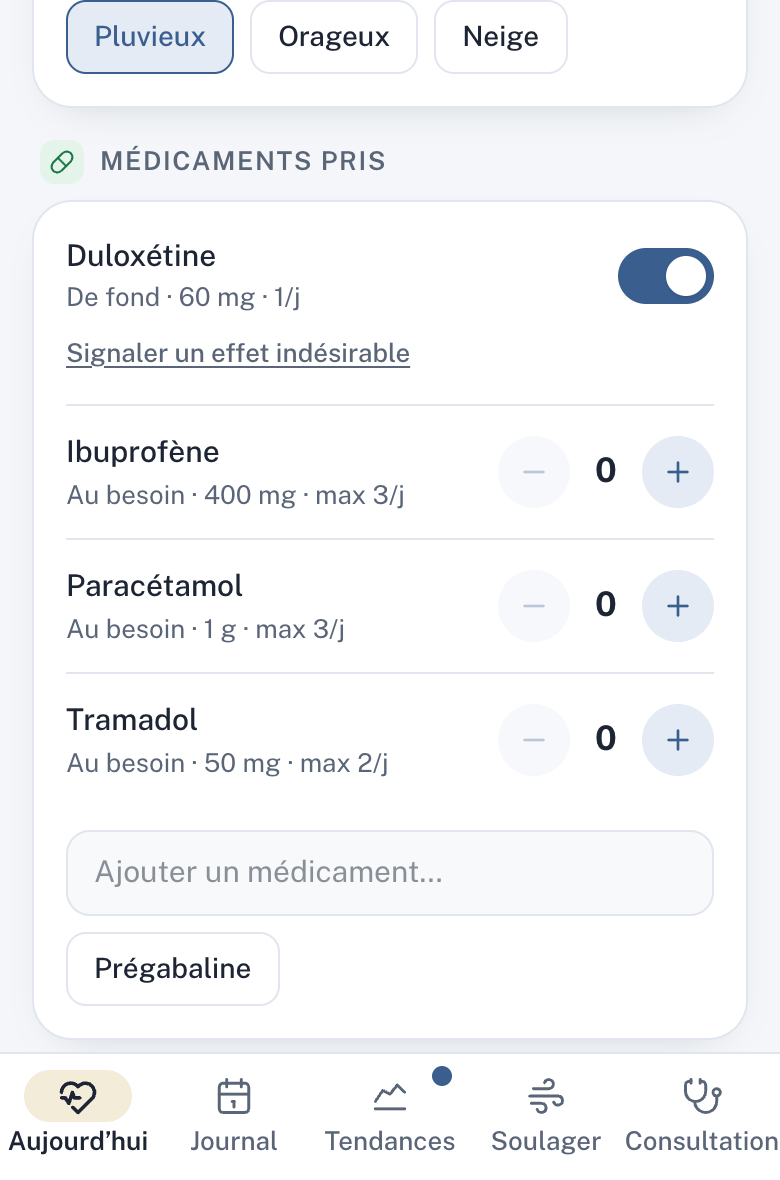 Pluvieux Orageux Neige
MÉDICAMENTS PRIS
Duloxétine
De fond · 60 mg · 1/j
Signaler un effet indésirable
Ibuprofène
Au besoin · 400 mg · max 3/j
0
Paracétamol
Au besoin · 1 g · max 3/j
0
Tramadol
Au besoin · 50 mg · max 2/j
0
Ajouter un médicament...
Prégabaline
Aujourd’hui Journal Tendances Soulager Consultation